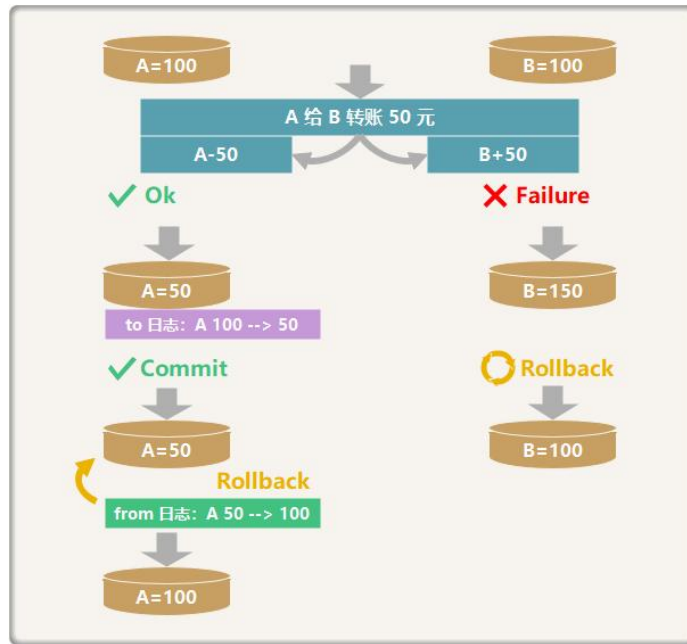 A=100
B=100
A 给 B 转账 50 元
A-50
B+50
Ok
Failure
A=50
B=150
to 日志：A 100 --> 50
Commit
Rollback
A=50
B=100
Rollback
from 日志：A 50 --> 100
A=100